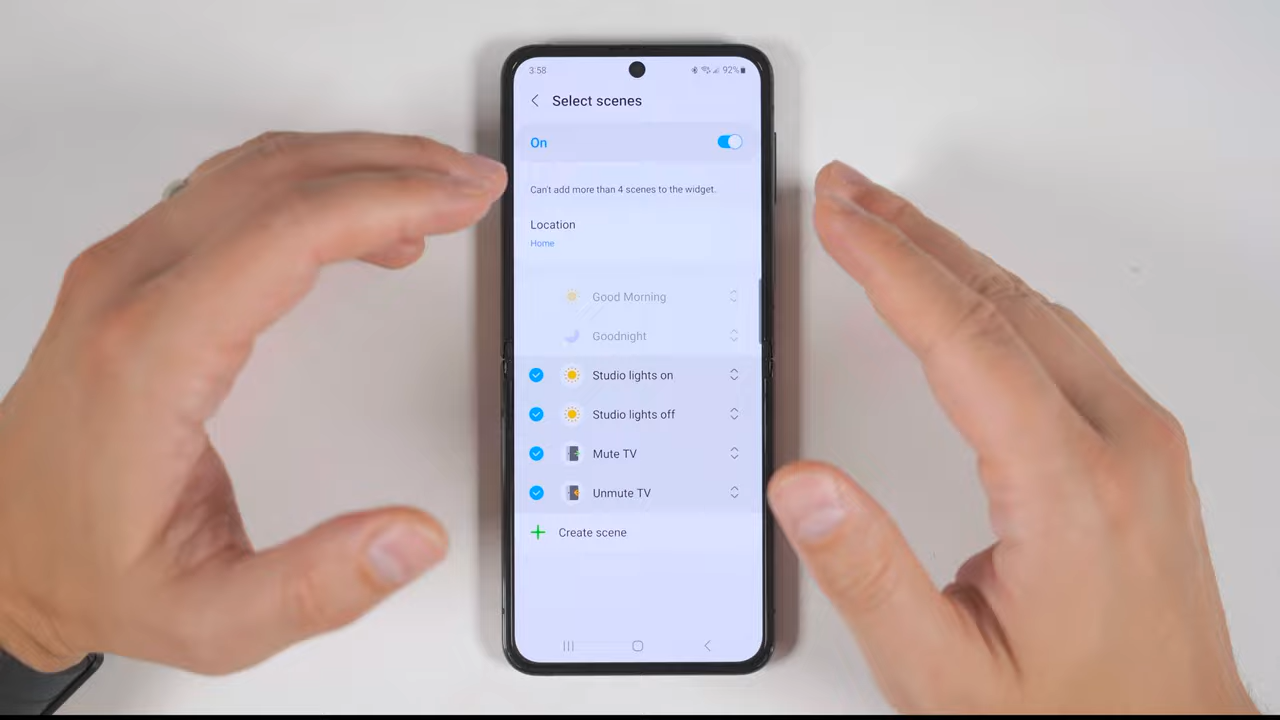 3:58
92%
Select scenes
On
Can't add more than 4 scenes to the widget.
Location
Home
Good Morning
Goodnight
Studio lights on
Studio lights off
Mute TV
Unmute TV
Create scene